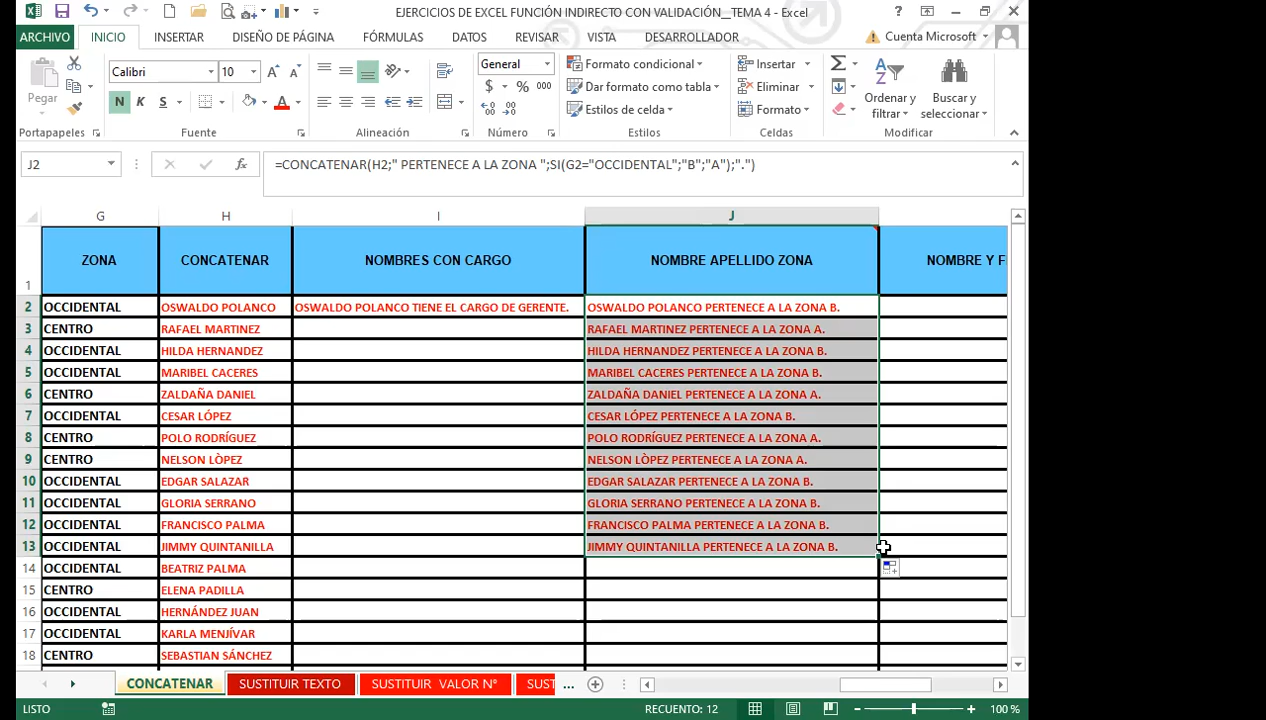 EJERCICIOS DE EXCEL FUNCIÓN INDIRECTO CON VALIDACIÓN__TEMA 4 - Excel
ARCHIVO INICIO INSERTAR DISEÑO DE PÁGINA FÓRMULAS DATOS REVISAR VISTA DESARROLLADOR Cuenta Microsoft
Pegar
Calibri 10
N K S
General
$ % 000
Formato condicional
Dar formato como tabla
Estilos de celda
Insertar
Eliminar
Formato
Ordenar y filtrar
Buscar y seleccionar
Portapapeles Fuente Alineación Número Estilos Celdas Modificar
J2 fx =CONCATENAR(H2;" PERTENECE A LA ZONA ";SI(G2="OCCIDENTAL";"B";"A");".")
G H I J
1 ZONA CONCATENAR NOMBRES CON CARGO NOMBRE APELLIDO ZONA NOMBRE Y F
2 OCCIDENTAL OSWALDO POLANCO OSWALDO POLANCO TIENE EL CARGO DE GERENTE. OSWALDO POLANCO PERTENECE A LA ZONA B.
3 CENTRO RAFAEL MARTINEZ RAFAEL MARTINEZ PERTENECE A LA ZONA A.
4 OCCIDENTAL HILDA HERNANDEZ HILDA HERNANDEZ PERTENECE A LA ZONA B.
5 OCCIDENTAL MARIBEL CACERES MARIBEL CACERES PERTENECE A LA ZONA B.
6 CENTRO ZALDAÑA DANIEL ZALDAÑA DANIEL PERTENECE A LA ZONA A.
7 OCCIDENTAL CESAR LÓPEZ CESAR LÓPEZ PERTENECE A LA ZONA B.
8 CENTRO POLO RODRÍGUEZ POLO RODRÍGUEZ PERTENECE A LA ZONA A.
9 CENTRO NELSON LÒPEZ NELSON LÒPEZ PERTENECE A LA ZONA A.
10 OCCIDENTAL EDGAR SALAZAR EDGAR SALAZAR PERTENECE A LA ZONA B.
11 OCCIDENTAL GLORIA SERRANO GLORIA SERRANO PERTENECE A LA ZONA B.
12 OCCIDENTAL FRANCISCO PALMA FRANCISCO PALMA PERTENECE A LA ZONA B.
13 OCCIDENTAL JIMMY QUINTANILLA JIMMY QUINTANILLA PERTENECE A LA ZONA B.
14 OCCIDENTAL BEATRIZ PALMA
15 CENTRO ELENA PADILLA
16 OCCIDENTAL HERNÁNDEZ JUAN
17 OCCIDENTAL KARLA MENJÍVAR
18 CENTRO SEBASTIAN SÁNCHEZ
CONCATENAR SUSTITUIR TEXTO SUSTITUIR VALOR N° SUST ...
LISTO RECUENTO: 12 100 %